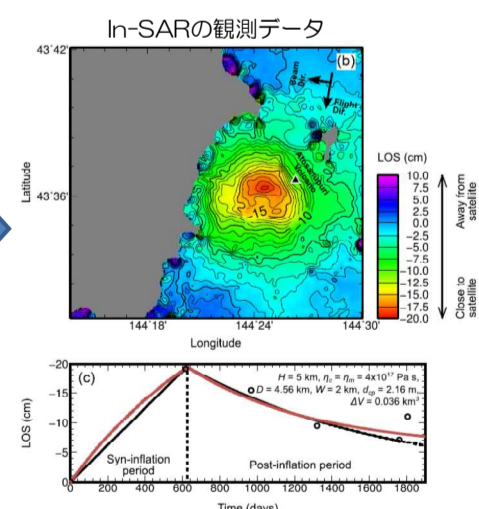 In-SARの観測データ
43˚42'
(b)
Beam
Dir.
Flight
Dir.
Atosanupuri
Volcano
LOS (cm)
10.0
7.5
5.0
2.5
0.0
-2.5
-5.0
-7.5
-10.0
-12.5
-15.0
-17.5
-20.0
Away from
satellite
Close to
satellite
Latitude
43˚36'
-15
-10
144˚18'
144˚24'
144˚30'
Longitude
-20
-15
-10
-5
0
LOS (cm)
(c)
H = 5 km, ηc = ηm = 4x10¹⁷ Pa s,
D = 4.56 km, W = 2 km, dop = 2.16 m,
ΔV = 0.036 km³
Syn-inflation
period
Post-inflation period
0 200 400 600 800 1000 1200 1400 1600 1800
Time (days)